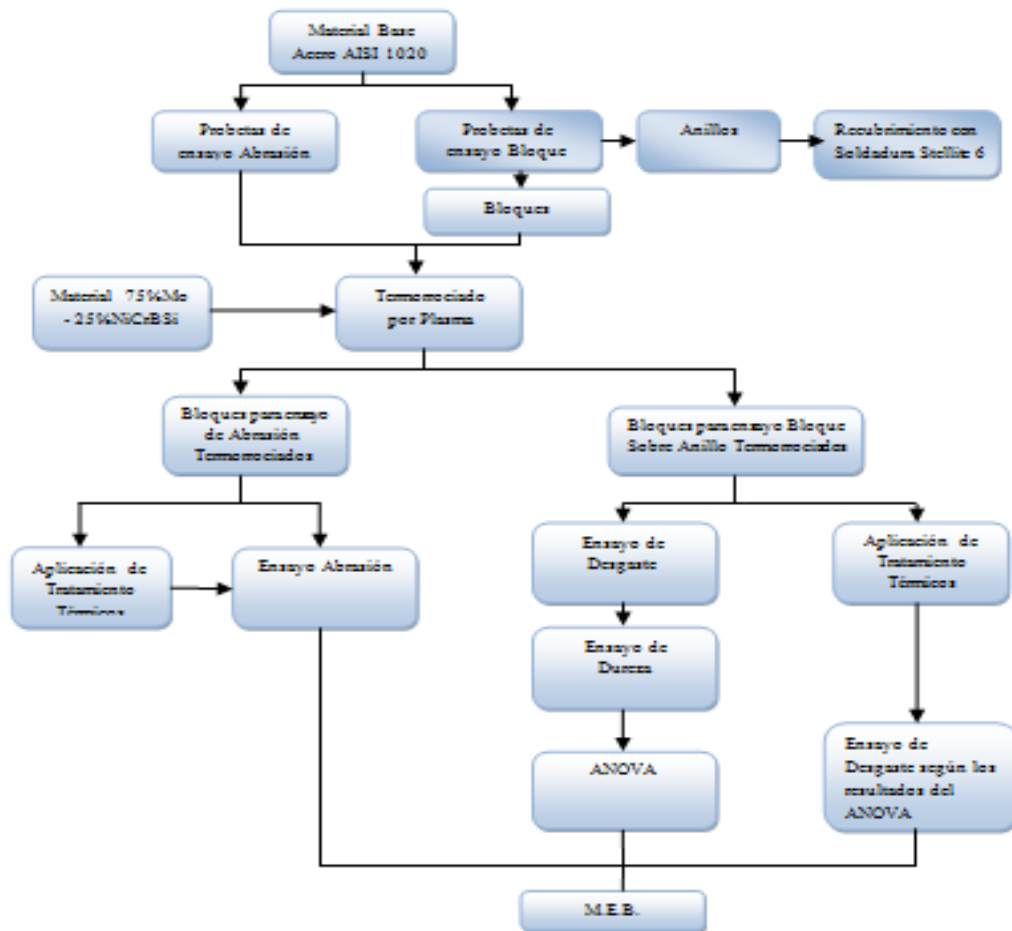 Material Base
Acero AISI 1020
Probetas de
ensayo Abrasión
Probetas de
ensayo Bloque
Anillos
Recubrimiento con
Soldadura Stellite 6
Bloques
Material 75%Mo
- 25%NiCrBSi
Termorrociado
por Plasma
Bloques para ensayo
de Abrasión
Termorrociados
Bloques para ensayo Bloque
Sobre Anillo Termorrociados
Aplicación de
Tratamiento
Térmicos
Ensayo Abrasión
Ensayo de
Desgaste
Aplicación de
Tratamiento
Térmicos
Ensayo de
Dureza
ANOVA
Ensayo de
Desgaste según los
resultados del
ANOVA
M.E.B.